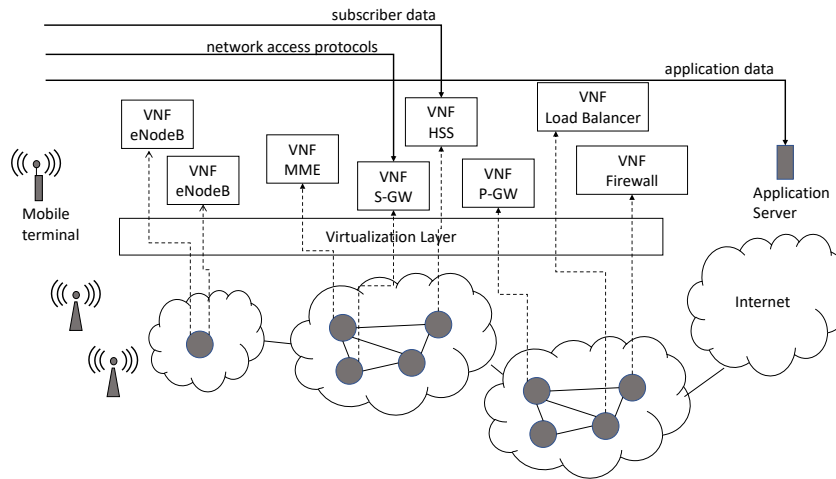 subscriber data
network access protocols
application data
VNF
eNodeB
VNF
eNodeB
VNF
MME
VNF
S-GW
VNF
HSS
VNF
P-GW
VNF
Load Balancer
VNF
Firewall
Mobile
terminal
Application
Server
Virtualization Layer
Internet